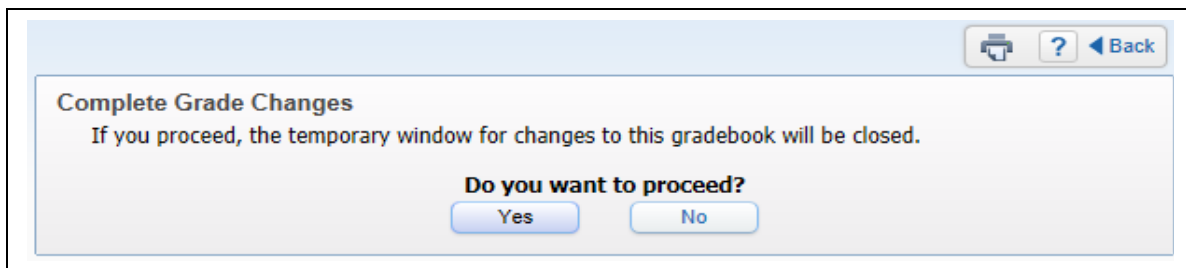 ? Back
Complete Grade Changes
If you proceed, the temporary window for changes to this gradebook will be closed.
Do you want to proceed?
Yes No